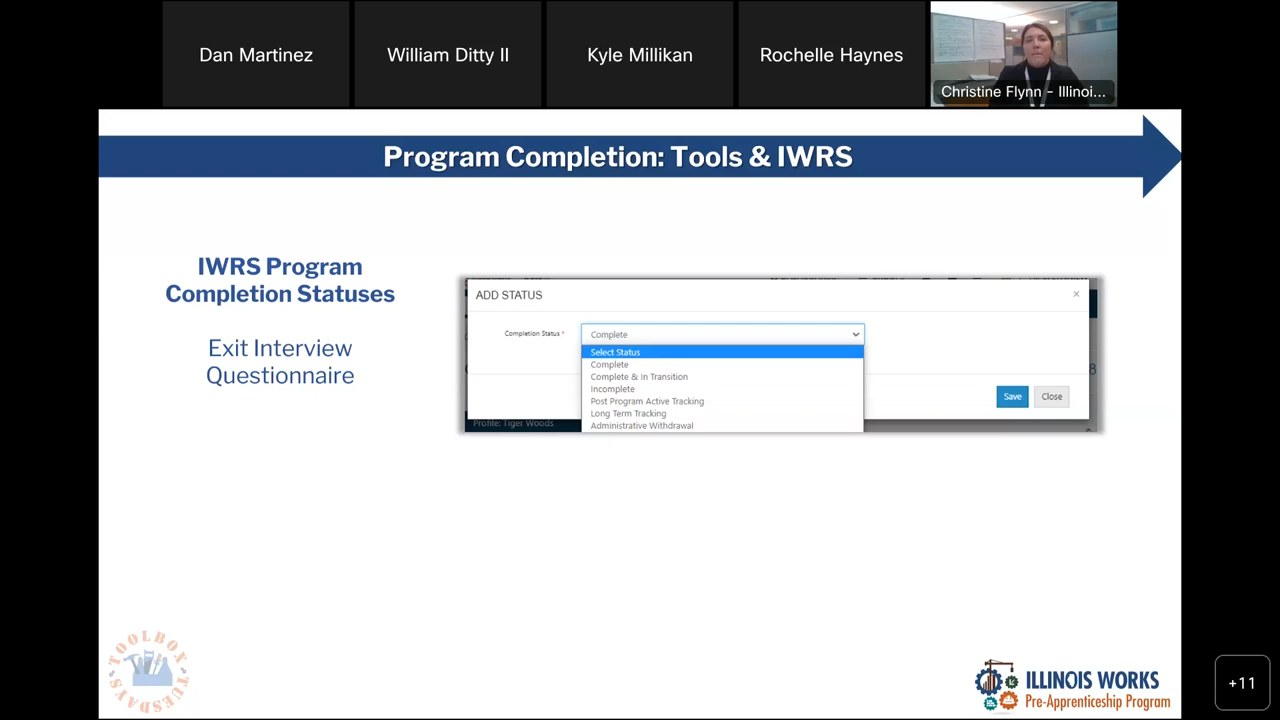 Dan Martinez
William Ditty II
Kyle Millikan
Rochelle Haynes
Christine Flynn - Illinoi...
Program Completion: Tools & IWRS
IWRS Program
Completion Statuses
Exit Interview
Questionnaire
ADD STATUS
×
Completion Status *
Complete
Select Status
Complete
Complete & In Transition
Incomplete
Post Program Active Tracking
Long Term Tracking
Administrative Withdrawal
Save
Close
Profile: Tiger Woods
TOOLBOX
TUESDAYS
ILLINOIS WORKS
Pre-Apprenticeship Program
+11